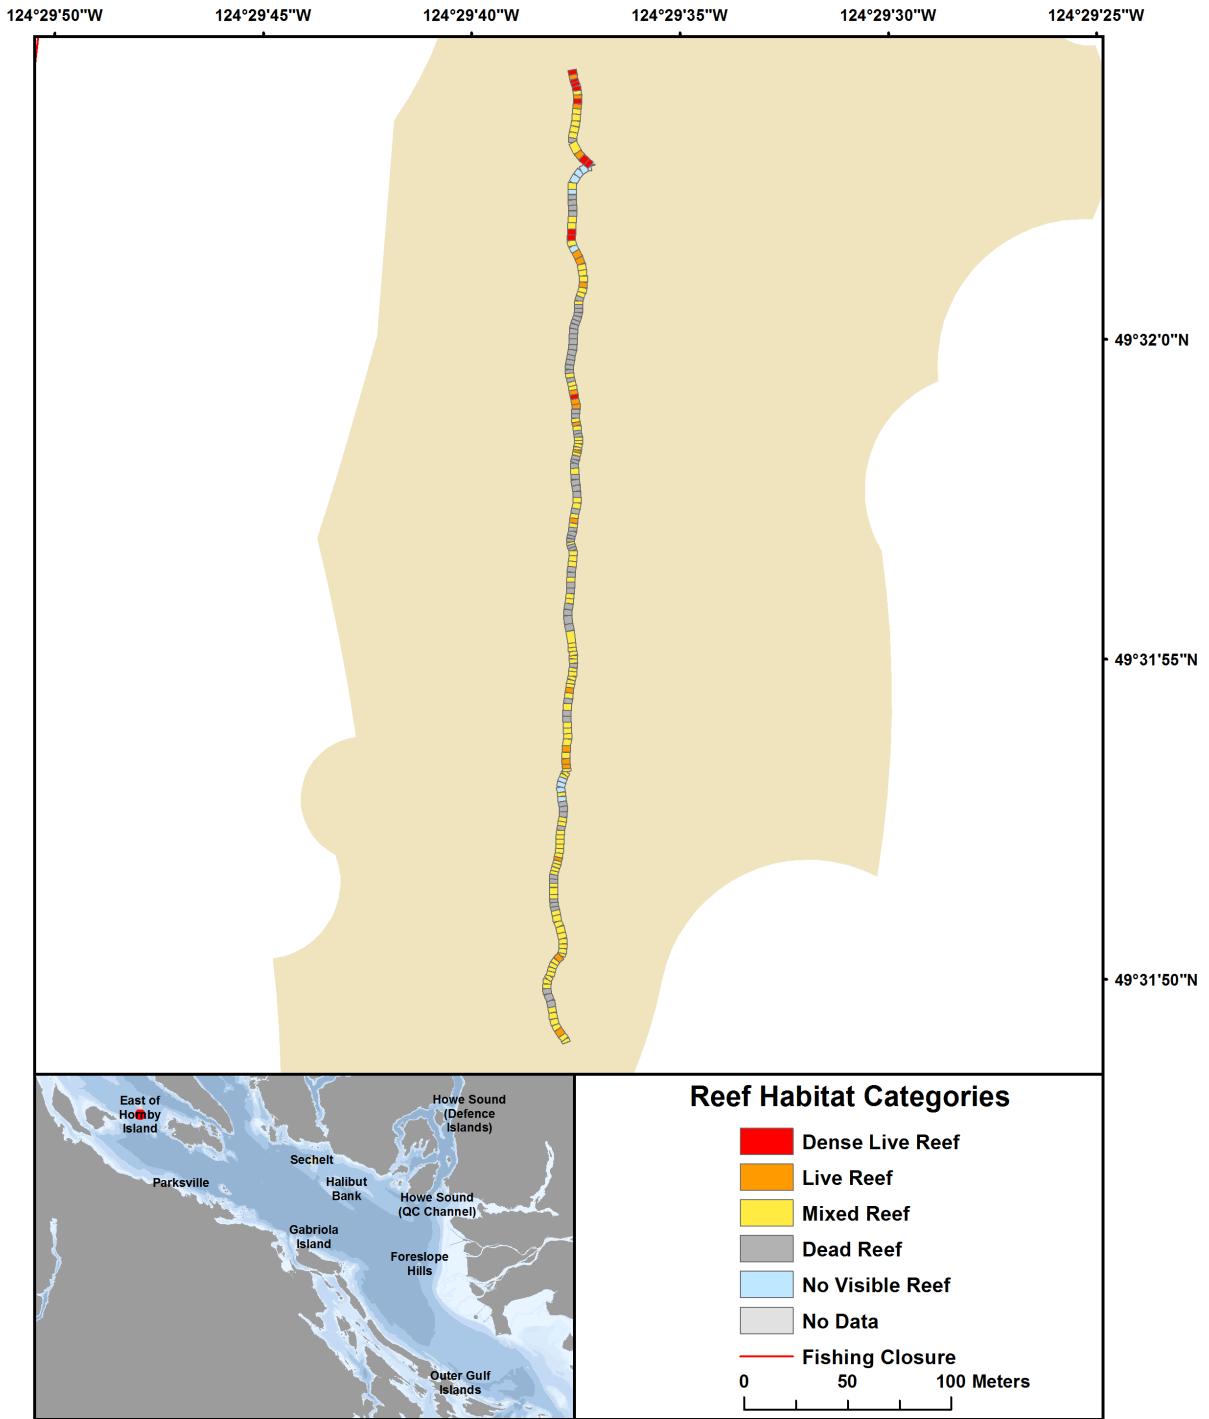 124°29'50"W 124°29'45"W 124°29'40"W 124°29'35"W 124°29'30"W 124°29'25"W
49°32'0"N
49°31'55"N
49°31'50"N
East of
Hornby
Island
Howe Sound
(Defence
Islands)
Sechelt
Parksville
Halibut
Bank
Howe Sound
(QC Channel)
Gabriola
Island
Foreslope
Hills
Outer Gulf
Islands
Reef Habitat Categories
Dense Live Reef
Live Reef
Mixed Reef
Dead Reef
No Visible Reef
No Data
Fishing Closure
0 50 100 Meters